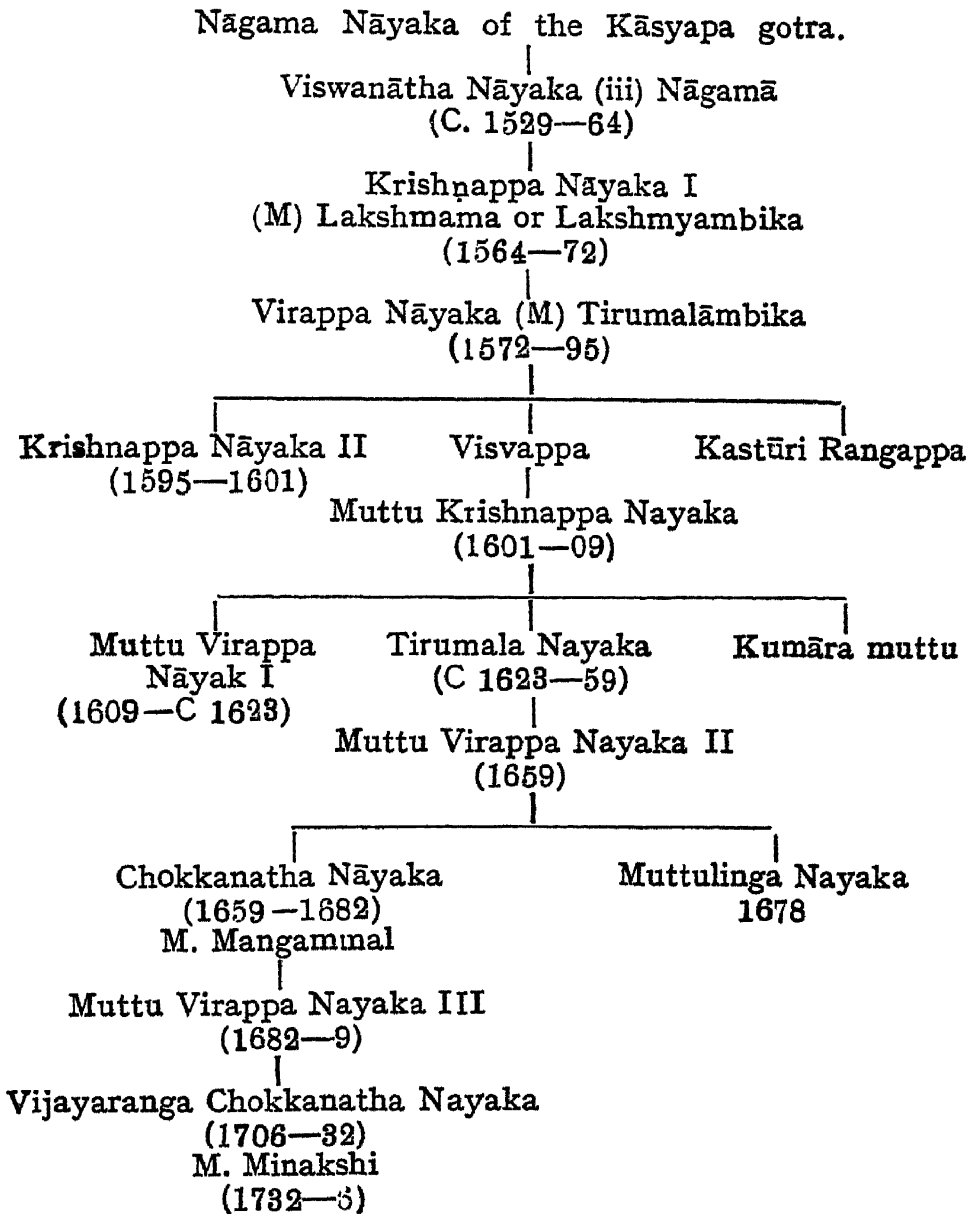 Nāgama Nāyaka of the Kāsyapa gotra.
Viswanātha Nāyaka (iii) Nāgamā
(C. 1529—64)
Krishṇappa Nāyaka I
(M) Lakshmama or Lakshmyambika
(1564—72)
Virappa Nāyaka (M) Tirumalāmbika
(1572—95)
Krishnappa Nāyaka II Visvappa Kastūri Rangappa
(1595—1601)
Muttu Krishnappa Nayaka
(1601—09)
Muttu Virappa Tirumala Nayaka Kumāra muttu
Nāyak I (C 1623—59)
(1609—C 1623)
Muttu Virappa Nayaka II
(1659)
Chokkanatha Nāyaka Muttulinga Nayaka
(1659—1682) 1678
M. Mangammal
Muttu Virappa Nayaka III
(1682—9)
Vijayaranga Chokkanatha Nayaka
(1706—32)
M. Minakshi